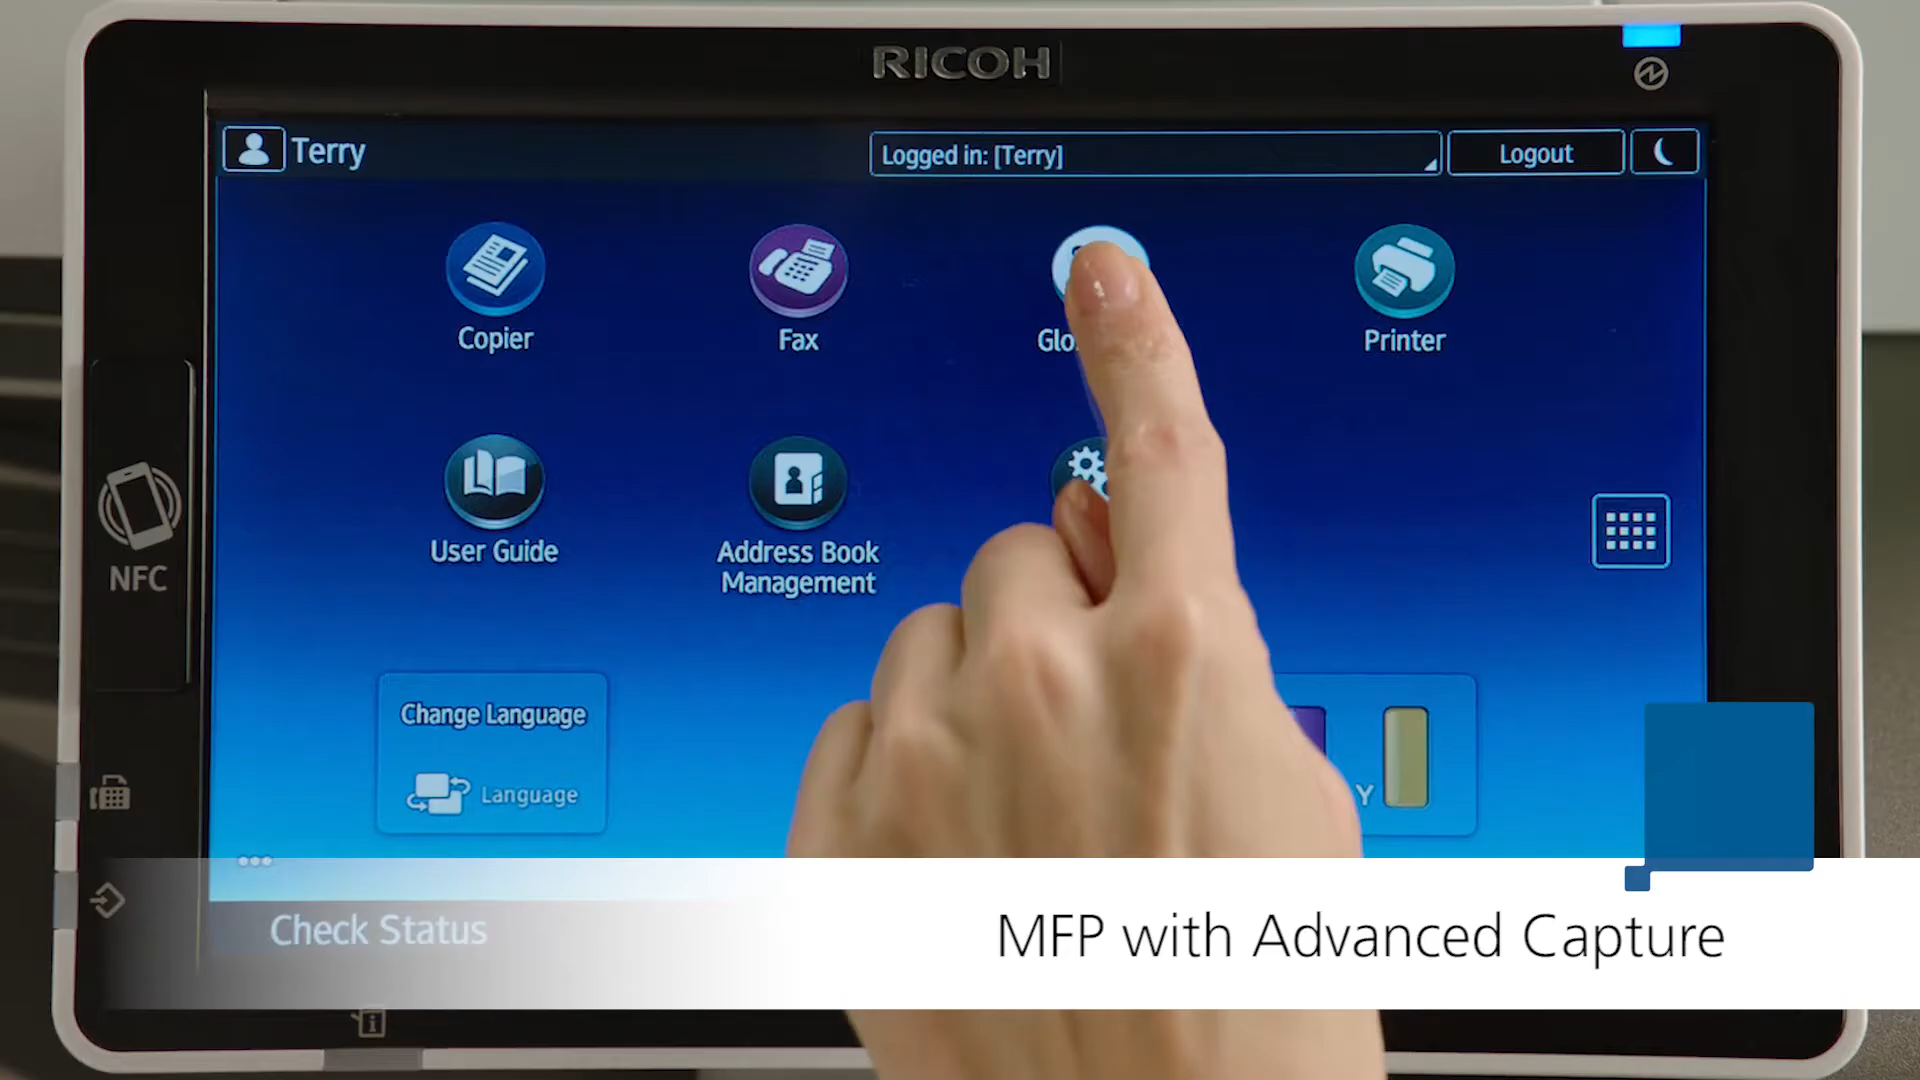 RICOH
Terry
Logged in: [Terry]
Logout
Copier
Fax
Printer
User Guide
Address Book
Management
NFC
Change Language
Language
Y
Check Status
MFP with Advanced Capture